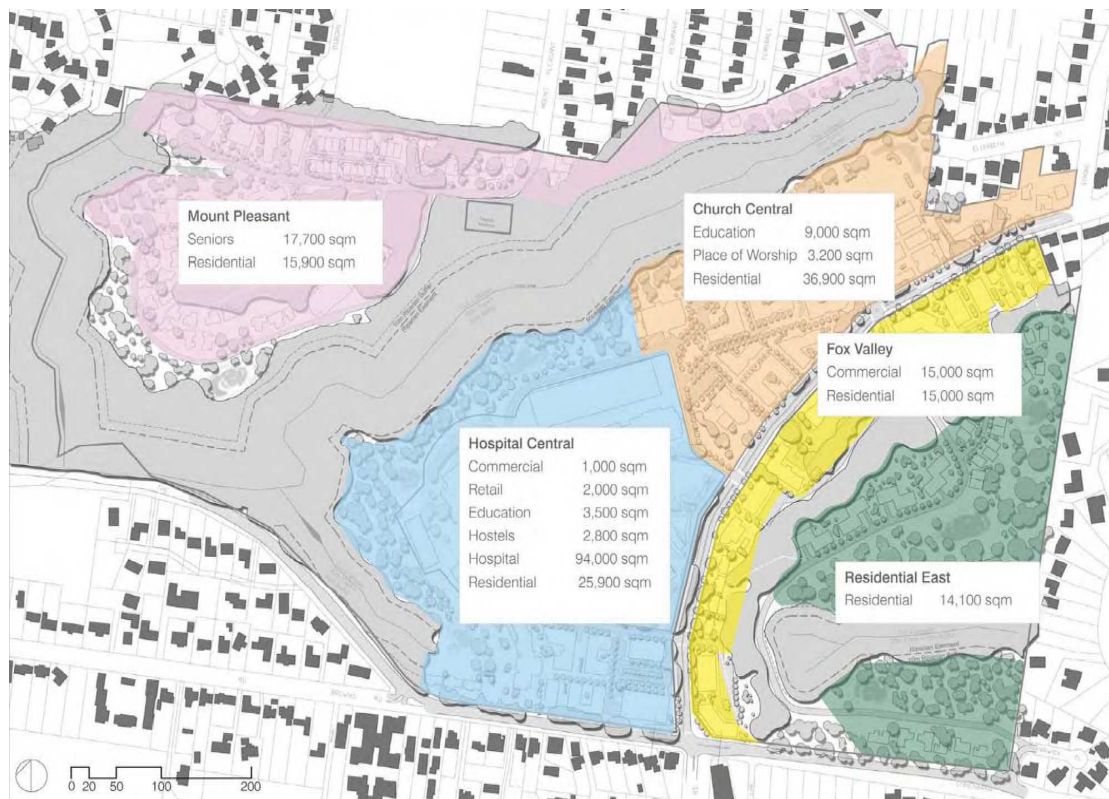 Mount Pleasant
Seniors 17,700 sqm
Residential 15,900 sqm
Church Central
Education 9,000 sqm
Place of Worship 3,200 sqm
Residential 36,900 sqm
Fox Valley
Commercial 15,000 sqm
Residential 15,000 sqm
Hospital Central
Commercial 1,000 sqm
Retail 2,000 sqm
Education 3,500 sqm
Hostels 2,800 sqm
Hospital 94,000 sqm
Residential 25,900 sqm
Residential East
Residential 14,100 sqm
ELIZABETH
BROWNS RD
0 20 50 100 200